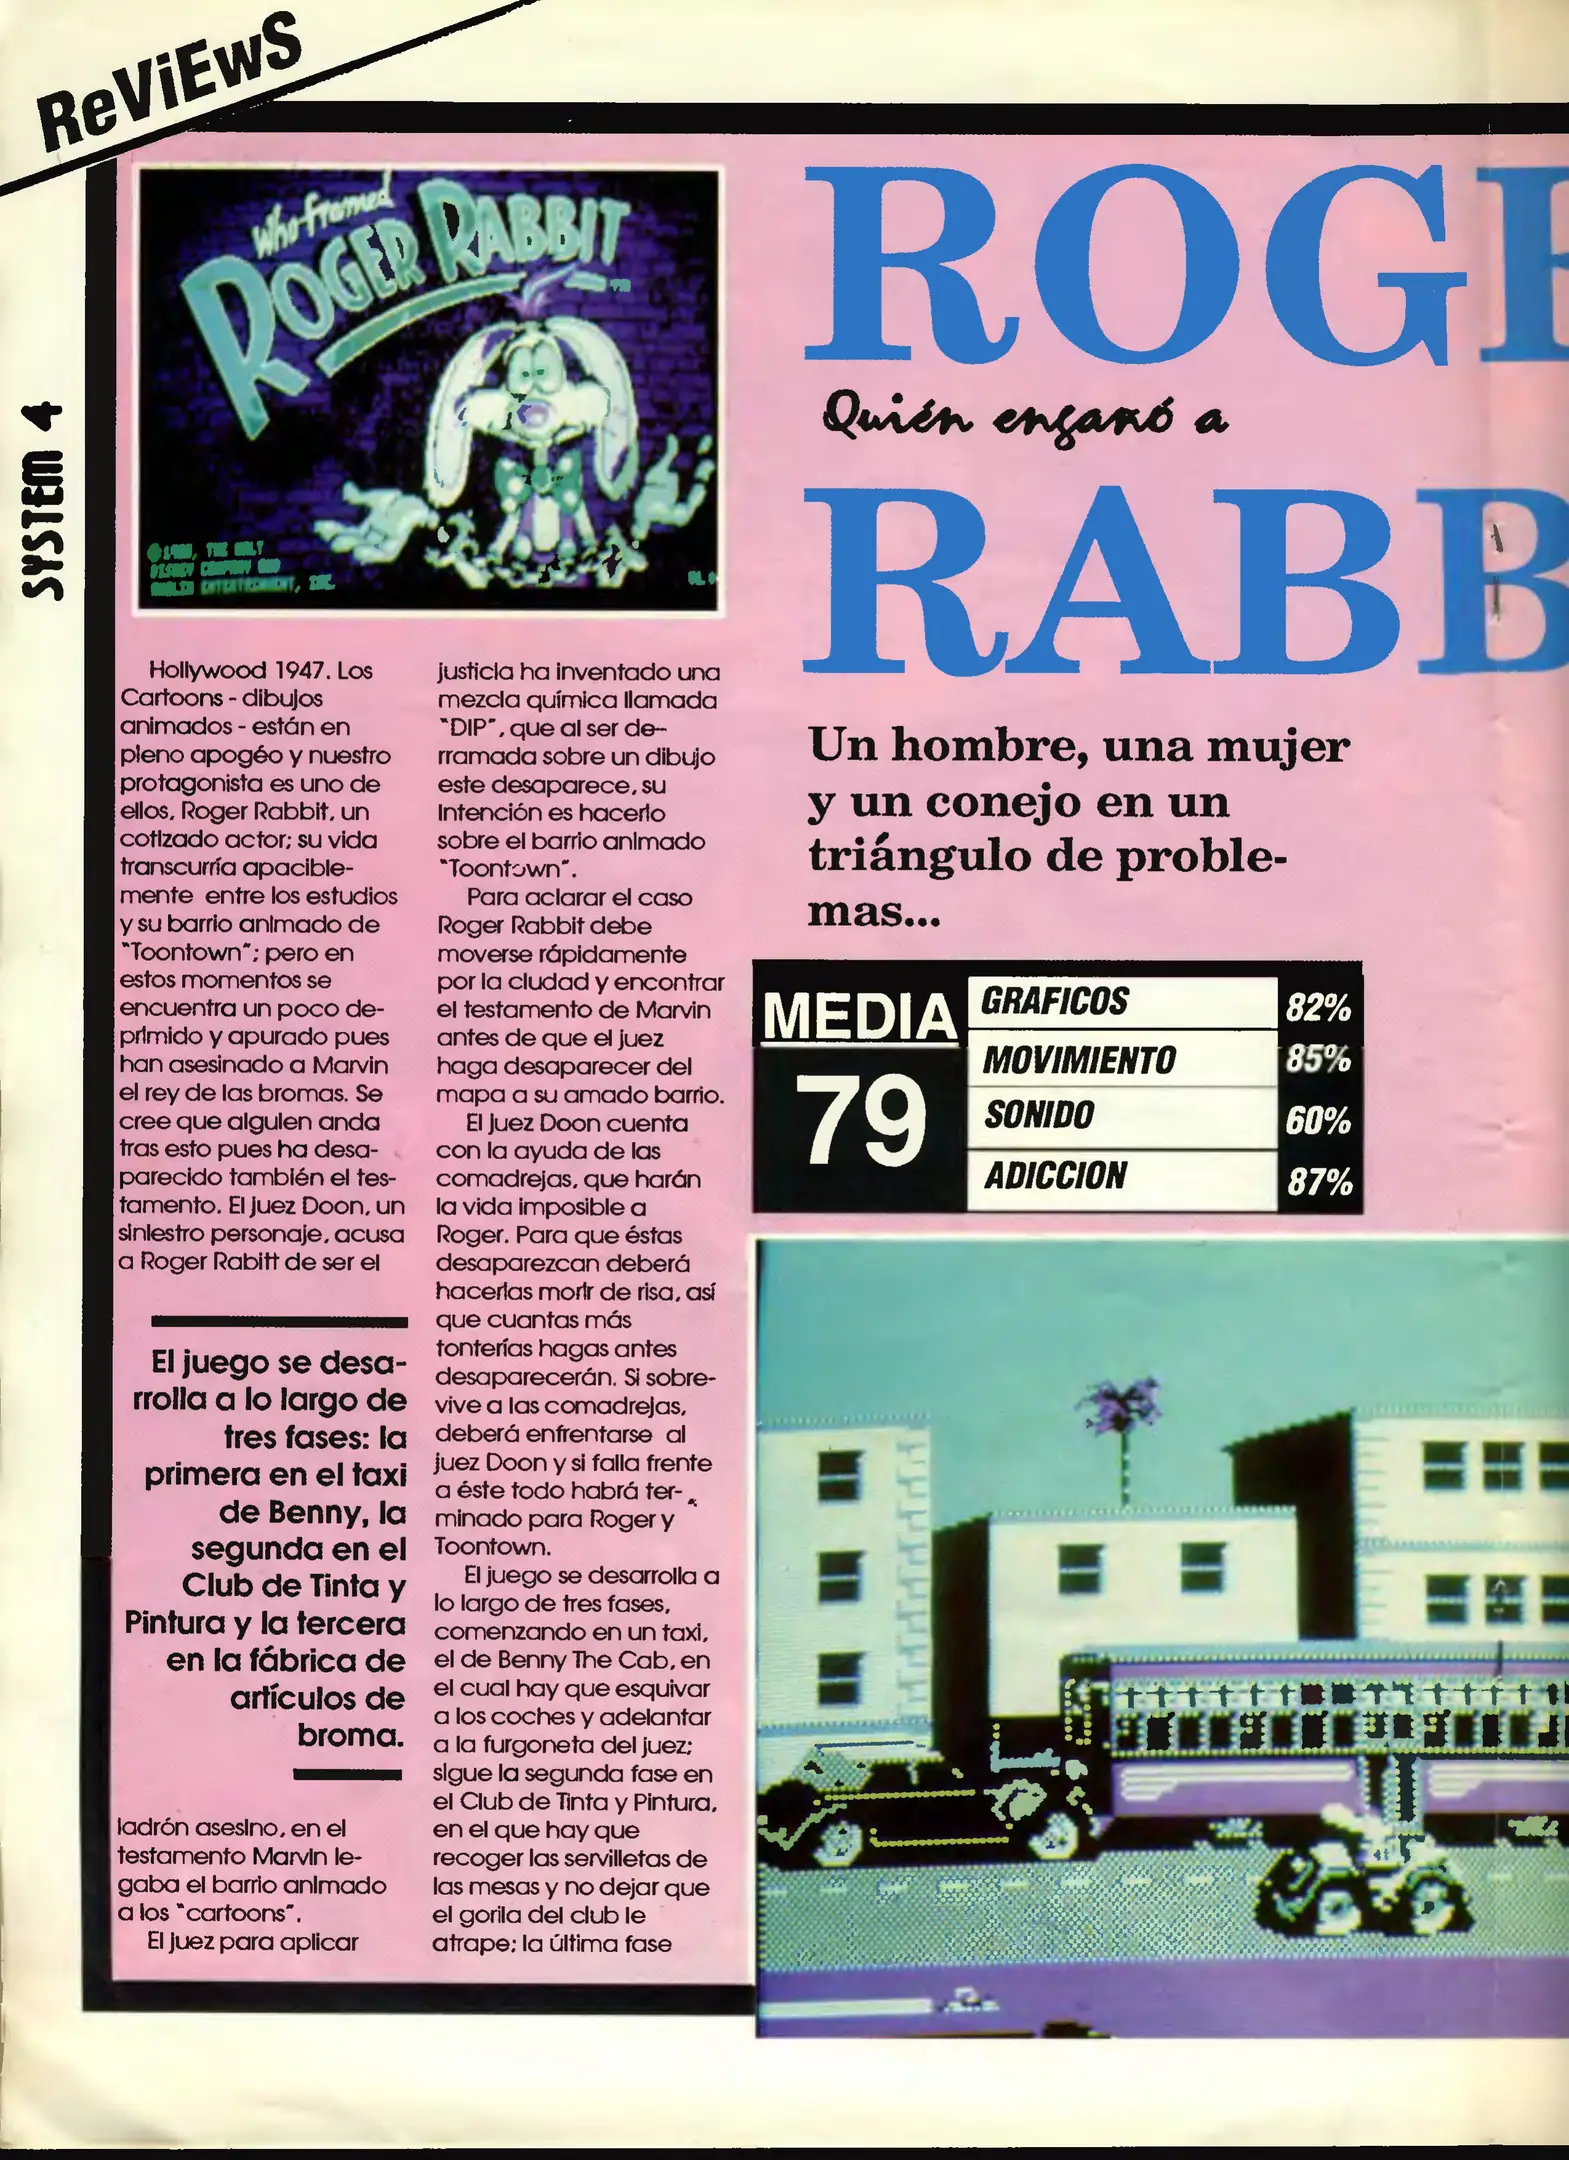 ReViEwS
SYSTEM 4
who framed
ROGER RABBIT
TM
ROGE
Quién engañó a
RABB
Un hombre, una mujer
y un conejo en un
triángulo de proble-
mas...
MEDIA
79
GRAFICOS 82%
MOVIMIENTO 85%
SONIDO 60%
ADICCION 87%
Hollywood 1947. Los
Cartoons - dibujos
animados - están en
pleno apogéo y nuestro
protagonista es uno de
ellos, Roger Rabbit, un
cotizado actor; su vida
transcurría apacible-
mente entre los estudios
y su barrio animado de
"Toontown"; pero en
estos momentos se
encuentra un poco de-
primido y apurado pues
han asesinado a Marvin
el rey de las bromas. Se
cree que alguien anda
tras esto pues ha desa-
parecido también el tes-
tamento. El juez Doon, un
siniestro personaje, acusa
a Roger Rabitt de ser el
El juego se desa-
rrolla a lo largo de
tres fases: la
primera en el taxi
de Benny, la
segunda en el
Club de Tinta y
Pintura y la tercera
en la fábrica de
artículos de
broma.
ladrón asesino, en el
testamento Marvin le-
gaba el barrio animado
a los "cartoons".
El juez para aplicar
justicia ha inventado una
mezcla química llamada
"DIP", que al ser de-
rramada sobre un dibujo
este desaparece, su
intención es hacerlo
sobre el barrio animado
"Toontown".
Para aclarar el caso
Roger Rabbit debe
moverse rápidamente
por la ciudad y encontrar
el testamento de Marvin
antes de que el juez
haga desaparecer del
mapa a su amado barrio.
El juez Doon cuenta
con la ayuda de las
comadrejas, que harán
la vida imposible a
Roger. Para que éstas
desaparezcan deberá
hacerlas morir de risa, así
que cuantas más
tonterías hagas antes
desaparecerán. Si sobre-
vive a las comadrejas,
deberá enfrentarse al
juez Doon y si falla frente
a éste todo habrá ter-
minado para Roger y
Toontown.
El juego se desarrolla a
lo largo de tres fases,
comenzando en un taxi,
el de Benny The Cab, en
el cual hay que esquivar
a los coches y adelantar
a la furgoneta del juez;
sigue la segunda fase en
el Club de Tinta y Pintura,
en el que hay que
recoger las servilletas de
las mesas y no dejar que
el gorila del club le
atrape; la última fase